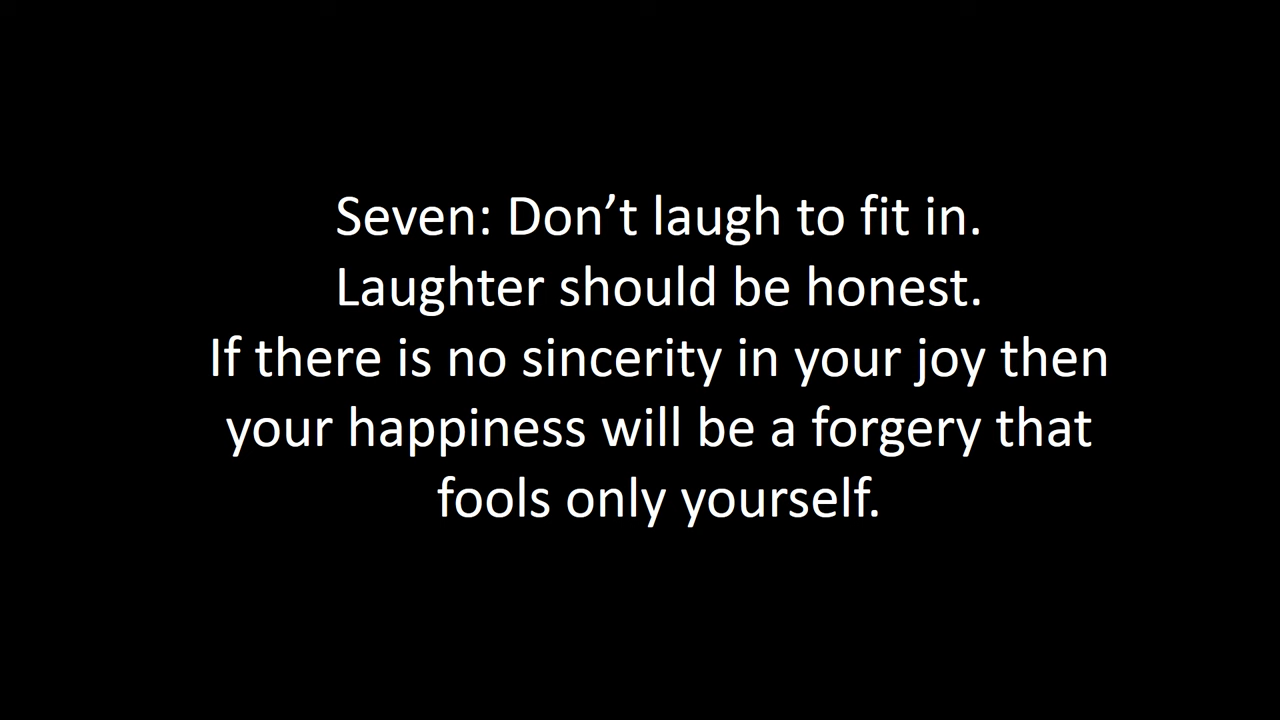 Seven: Don’t laugh to fit in.
Laughter should be honest.
If there is no sincerity in your joy then
your happiness will be a forgery that
fools only yourself.